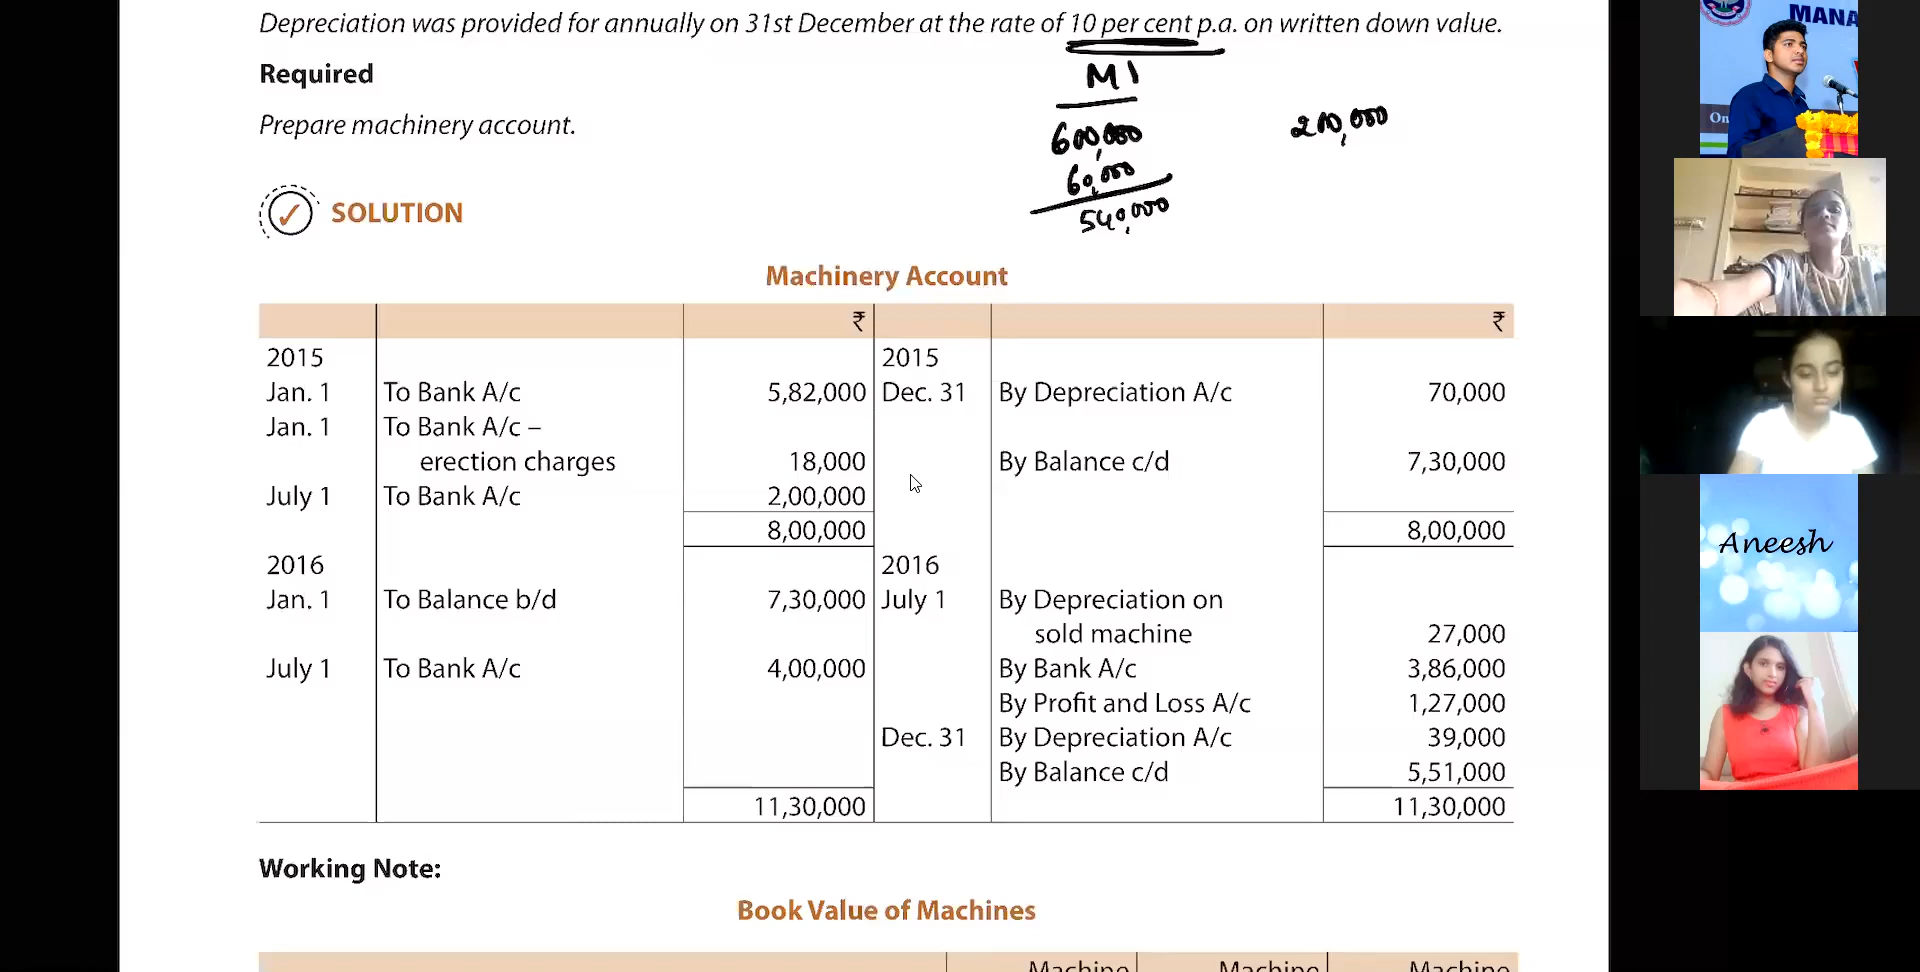 Depreciation was provided for annually on 31st December at the rate of 10 per cent p.a. on written down value.
Required
Prepare machinery account.
M1
600,000
60,000
540,000
200,000
SOLUTION
Machinery Account
₹ ₹
2015 2015
Jan. 1 To Bank A/c 5,82,000 Dec. 31 By Depreciation A/c 70,000
Jan. 1 To Bank A/c –
erection charges 18,000 By Balance c/d 7,30,000
July 1 To Bank A/c 2,00,000
8,00,000 8,00,000
2016 2016
Jan. 1 To Balance b/d 7,30,000 July 1 By Depreciation on
sold machine 27,000
July 1 To Bank A/c 4,00,000 By Bank A/c 3,86,000
By Profit and Loss A/c 1,27,000
Dec. 31 By Depreciation A/c 39,000
By Balance c/d 5,51,000
11,30,000 11,30,000
Working Note:
Book Value of Machines
Machine Machine Machine
MANA
On
Aneesh